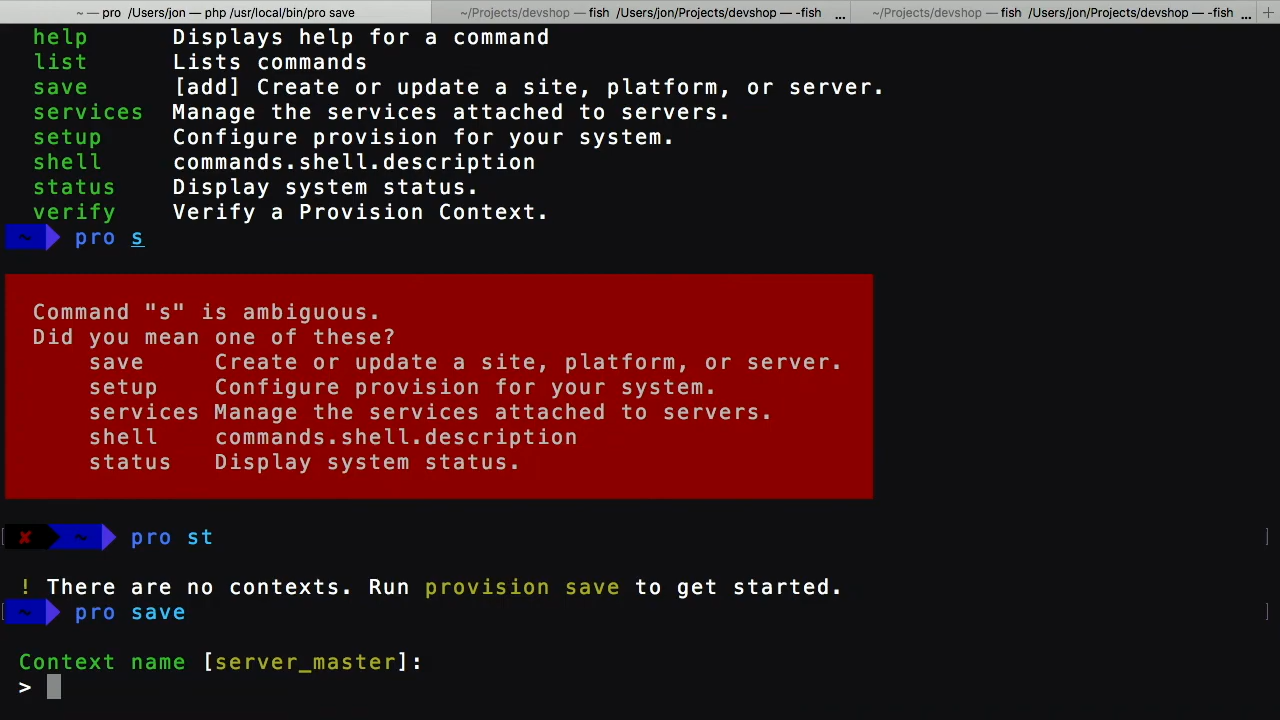 ~ — pro /Users/jon — php /usr/local/bin/pro save
~/Projects/devshop — fish /Users/jon/Projects/devshop — -fish ...
~/Projects/devshop — fish /Users/jon/Projects/devshop — -fish ... +
help Displays help for a command
list Lists commands
save [add] Create or update a site, platform, or server.
services Manage the services attached to servers.
setup Configure provision for your system.
shell commands.shell.description
status Display system status.
verify Verify a Provision Context.
~ pro s
Command "s" is ambiguous.
Did you mean one of these?
save Create or update a site, platform, or server.
setup Configure provision for your system.
services Manage the services attached to servers.
shell commands.shell.description
status Display system status.
[✘ ~ pro st ]
! There are no contexts. Run provision save to get started.
[~ pro save ]
Context name [server_master]:
>